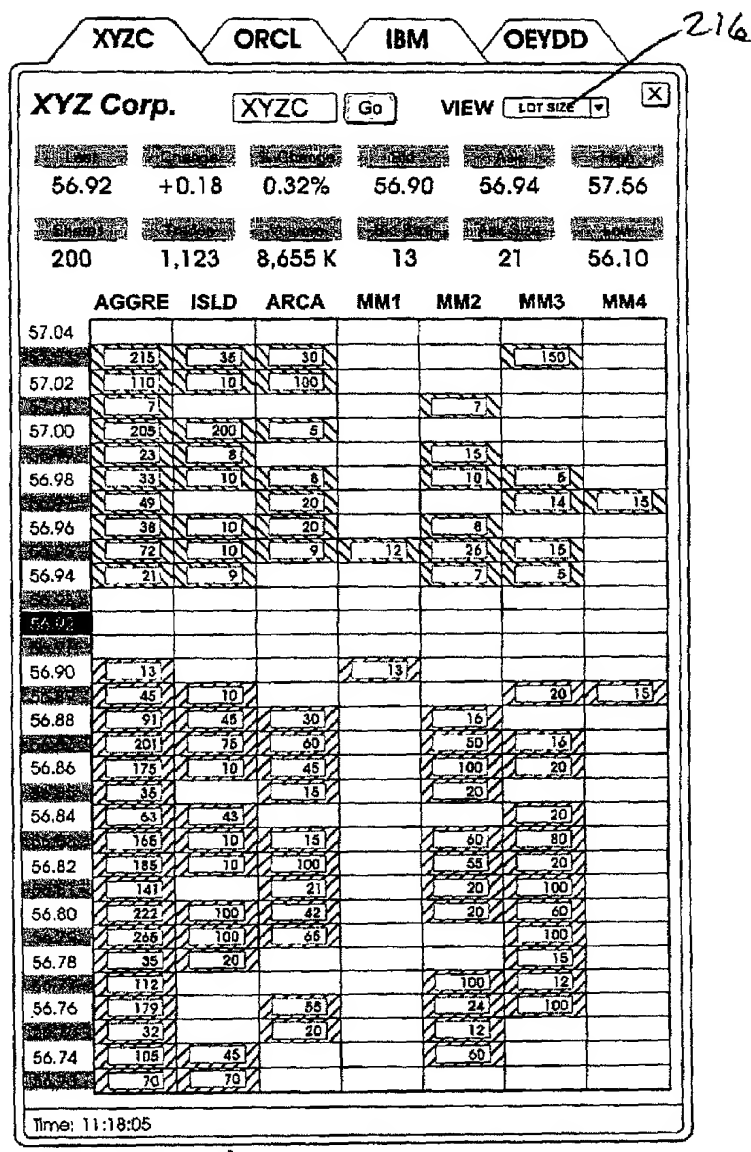 216
XYZC ORCL IBM OEYDD
XYZ Corp. XYZC Go VIEW LOT SIZE X
56.92 +0.18 0.32% 56.90 56.94 57.56
200 1,123 8,655 K 13 21 56.10
AGGRE ISLD ARCA MM1 MM2 MM3 MM4
57.04
215 35 30 150
57.02 110 10 100
7 7
57.00 205 200 5
23 8 15
56.98 33 10 8 10 5
49 20 14 15
56.96 38 10 20 8
72 10 9 12 26 15
56.94 21 9 7 5
56.92
56.90 13 13
45 10 20 15
56.88 91 45 30 16
201 75 60 50 16
56.86 175 10 45 100 20
35 15 20
56.84 63 43 20
165 10 15 60 80
56.82 185 10 100 55 20
141 21 20 100
56.80 222 100 42 20 60
265 100 65 100
56.78 35 20 15
112 100 12
56.76 179 55 24 100
32 20 12
56.74 105 45 60
70 70
Time: 11:18:05